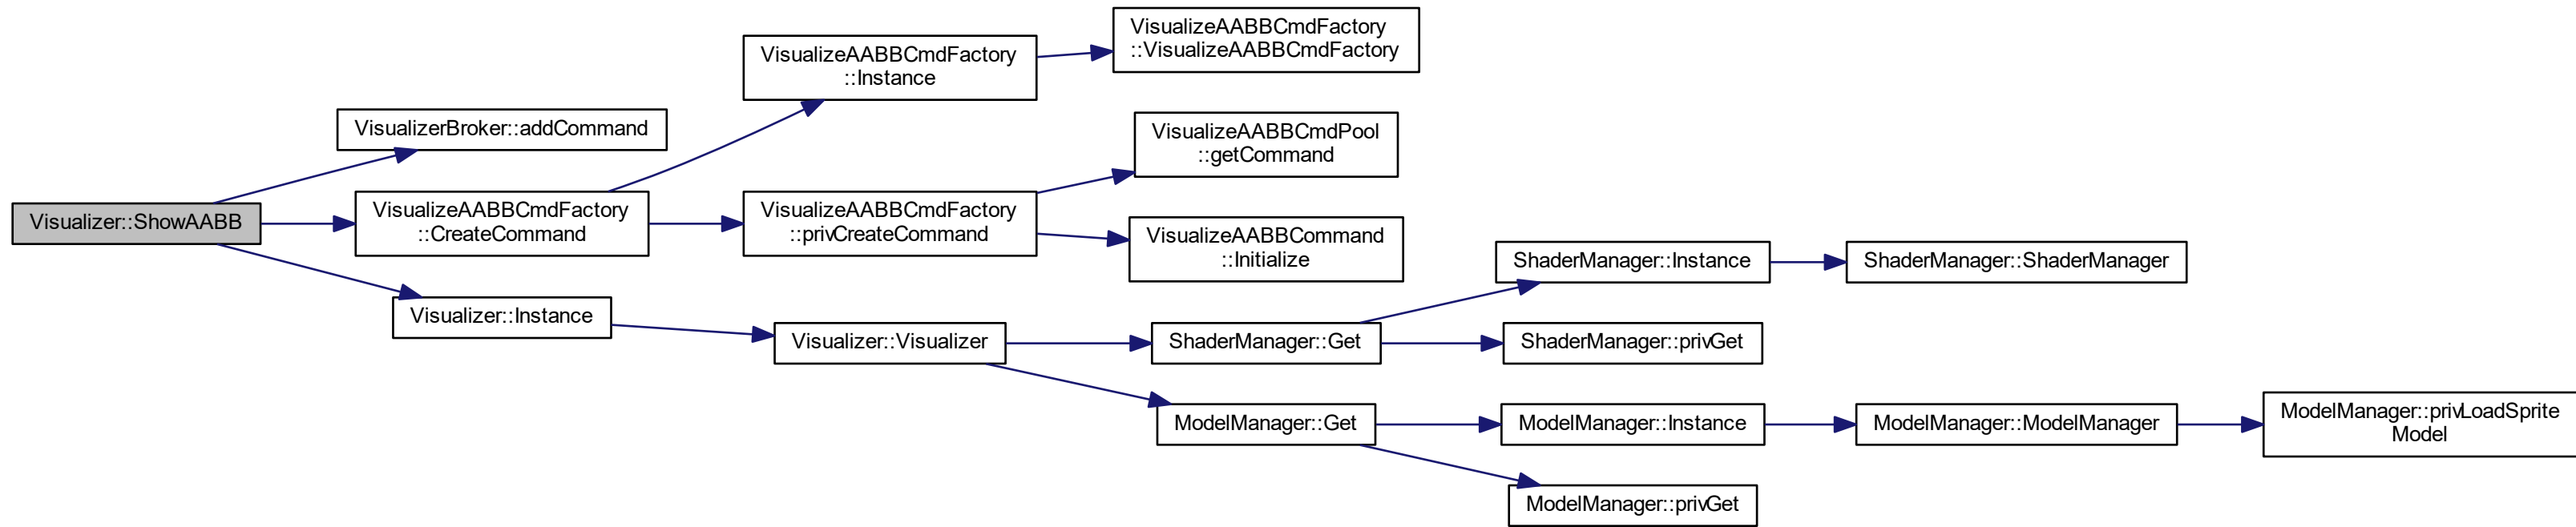 Visualizer::ShowAABB
VisualizerBroker::addCommand
VisualizeAABBCmdFactory
::CreateCommand
Visualizer::Instance
VisualizeAABBCmdFactory
::Instance
VisualizeAABBCmdFactory
::privCreateCommand
Visualizer::Visualizer
VisualizeAABBCmdFactory
::VisualizeAABBCmdFactory
VisualizeAABBCmdPool
::getCommand
VisualizeAABBCommand
::Initialize
ShaderManager::Get
ModelManager::Get
ShaderManager::Instance
ShaderManager::privGet
ModelManager::Instance
ModelManager::privGet
ShaderManager::ShaderManager
ModelManager::ModelManager
ModelManager::privLoadSprite
Model